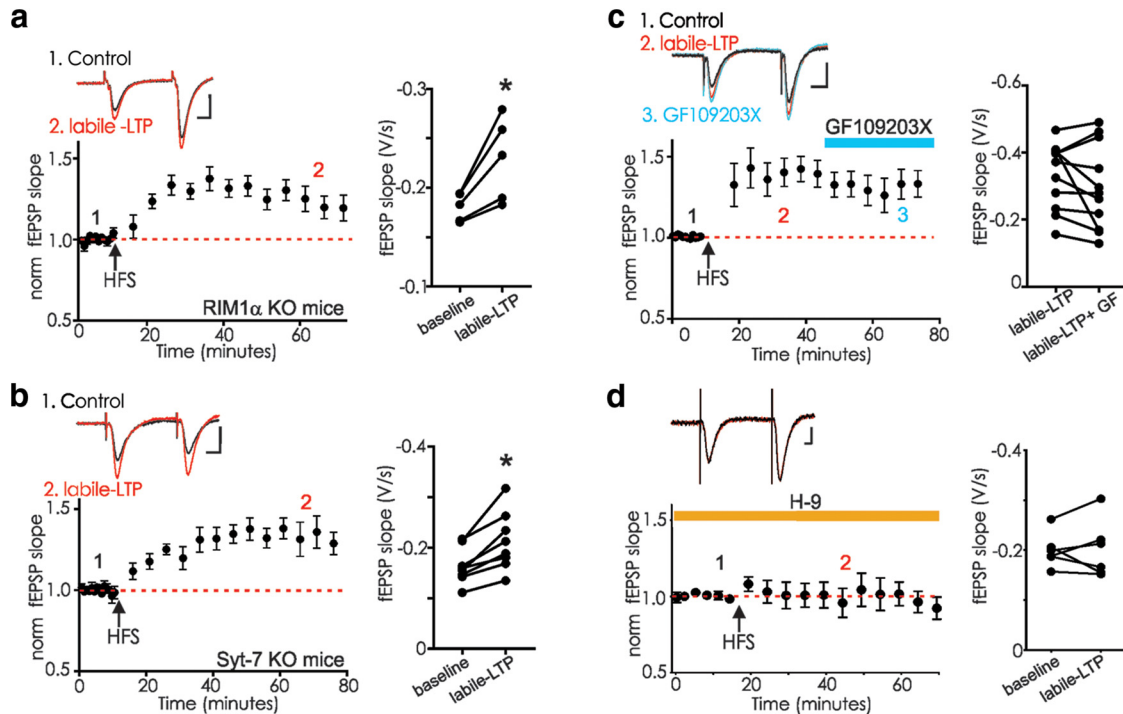 a
1. Control
2. labile -LTP
norm fEPSP slope
1.5
1.0
0.5
1
2
HFS
RIM1α KO mice
0
20
40
60
Time (minutes)
fEPSP slope (V/s)
-0.3
-0.2
-0.1
*
baseline
labile-LTP
b
1. Control
2. labile-LTP
norm fEPSP slope
1.5
1.0
0.5
1
2
HFS
Syt-7 KO mice
0
20
40
60
80
Time (minutes)
fEPSP slope (V/s)
-0.4
-0.2
0
*
baseline
labile-LTP
c
1. Control
2. labile-LTP
3. GF109203X
GF109203X
norm fEPSP slope
1.5
1.0
0.5
1
2
3
HFS
0
20
40
60
80
Time (minutes)
fEPSP slope (V/s)
-0.6
-0.4
-0.2
0
labile-LTP
labile-LTP+ GF
d
H-9
norm fEPSP slope
1.5
1.0
0.5
1
2
HFS
0
20
40
60
Time (minutes)
fEPSP slope (V/s)
-0.4
-0.2
0
baseline
labile-LTP